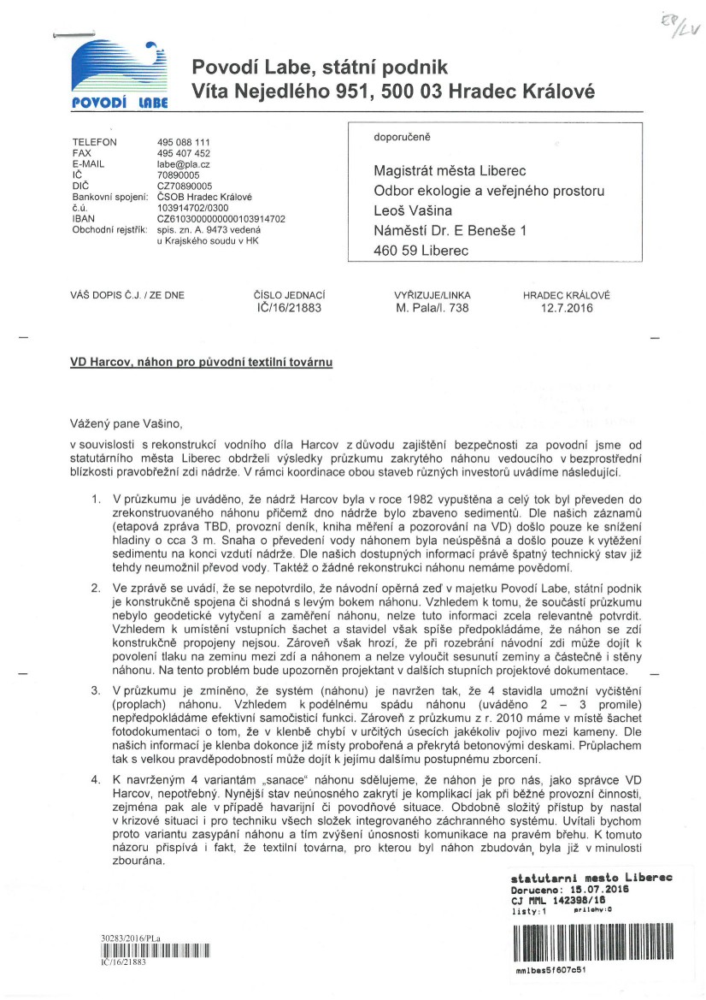 EP/LV
POVODÍ LABE
Povodí Labe, státní podnik
Víta Nejedlého 951, 500 03 Hradec Králové
TELEFON 495 088 111
FAX 495 407 452
E-MAIL labe@pla.cz
IČ 70890005
DIČ CZ70890005
Bankovní spojení: ČSOB Hradec Králové
č.ú. 103914702/0300
IBAN CZ6103000000000103914702
Obchodní rejstřík: spis. zn. A. 9473 vedená
u Krajského soudu v HK
doporučeně
Magistrát města Liberec
Odbor ekologie a veřejného prostoru
Leoš Vašina
Náměstí Dr. E Beneše 1
460 59 Liberec
VÁŠ DOPIS Č.J. / ZE DNE ČÍSLO JEDNACÍ VYŘIZUJE/LINKA HRADEC KRÁLOVÉ
IČ/16/21883 M. Pala/l. 738 12.7.2016
VD Harcov, náhon pro původní textilní továrnu
Vážený pane Vašino,
v souvislosti s rekonstrukcí vodního díla Harcov z důvodu zajištění bezpečnosti za povodní jsme od
statutárního města Liberec obdrželi výsledky průzkumu zakrytého náhonu vedoucího v bezprostřední
blízkosti pravobřežní zdi nádrže. V rámci koordinace obou staveb různých investorů uvádíme následující.
1. V průzkumu je uváděno, že nádrž Harcov byla v roce 1982 vypuštěna a celý tok byl převeden do
zrekonstruovaného náhonu přičemž dno nádrže bylo zbaveno sedimentů. Dle našich záznamů
(etapová zpráva TBD, provozní deník, kniha měření a pozorování na VD) došlo pouze ke snížení
hladiny o cca 3 m. Snaha o převedení vody náhonem byla neúspěšná a došlo pouze k vytěžení
sedimentu na konci vzdutí nádrže. Dle našich dostupných informací právě špatný technický stav již
tehdy neumožnil převod vody. Taktéž o žádné rekonstrukci náhonu nemáme povědomí.
2. Ve zprávě se uvádí, že se nepotvrdilo, že návodní opěrná zeď v majetku Povodí Labe, státní podnik
je konstrukčně spojena či shodná s levým bokem náhonu. Vzhledem k tomu, že součástí průzkumu
nebylo geodetické vytyčení a zaměření náhonu, nelze tuto informaci zcela relevantně potvrdit.
Vzhledem k umístění vstupních šachet a stavidel však spíše předpokládáme, že náhon se zdí
konstrukčně propojeny nejsou. Zároveň však hrozí, že při rozebrání návodní zdi může dojít k
povolení tlaku na zeminu mezi zdí a náhonem a nelze vyloučit sesunutí zeminy a částečně i stěny
náhonu. Na tento problém bude upozorněn projektant v dalších stupních projektové dokumentace.
3. V průzkumu je zmíněno, že systém (náhonu) je navržen tak, že 4 stavidla umožní vyčištění
(proplach) náhonu. Vzhledem k podélnému spádu náhonu (uváděno 2 – 3 promile)
nepředpokládáme efektivní samočisticí funkci. Zároveň z průzkumu z r. 2010 máme v místě šachet
fotodokumentaci o tom, že v klenbě chybí v určitých úsecích jakékoliv pojivo mezi kameny. Dle
našich informací je klenba dokonce již místy probořená a překrytá betonovými deskami. Průplachem
tak s velkou pravděpodobností může dojít k jejímu dalšímu postupnému zborcení.
4. K navrženým 4 variantám „sanace" náhonu sdělujeme, že náhon je pro nás, jako správce VD
Harcov, nepotřebný. Nynější stav neúnosného zakrytí je komplikací jak při běžné provozní činnosti,
zejména pak ale v případě havarijní či povodňové situace. Obdobně složitý přístup by nastal
v krizové situaci i pro techniku všech složek integrovaného záchranného systému. Uvítali bychom
proto variantu zasypání náhonu a tím zvýšení únosnosti komunikace na pravém břehu. K tomuto
názoru přispívá i fakt, že textilní továrna, pro kterou byl náhon zbudován, byla již v minulosti
zbourána.
statutarni mesto Liberec
Doruceno: 15.07.2016
CJ MML 142398/16
listy:1 prilohy:0
mmlbes5f607c51
30283/2016/PLa
IČ/16/21883